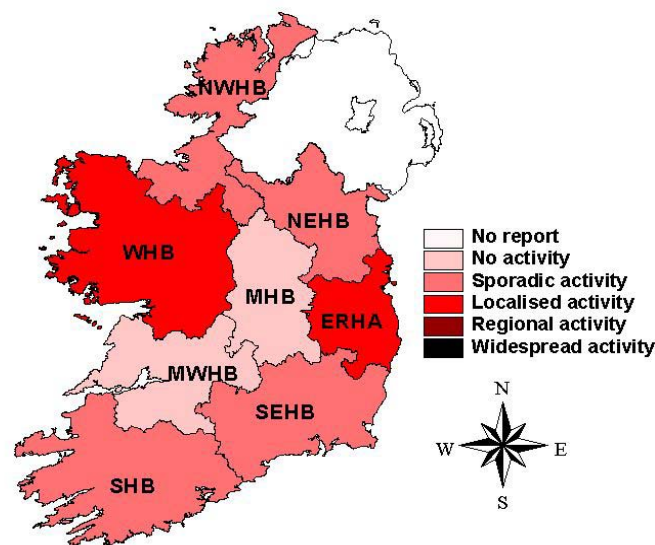 NWHB
NEHB
WHB
MHB
ERHA
MWHB
SEHB
SHB
No report
No activity
Sporadic activity
Localised activity
Regional activity
Widespread activity
N
W E
S